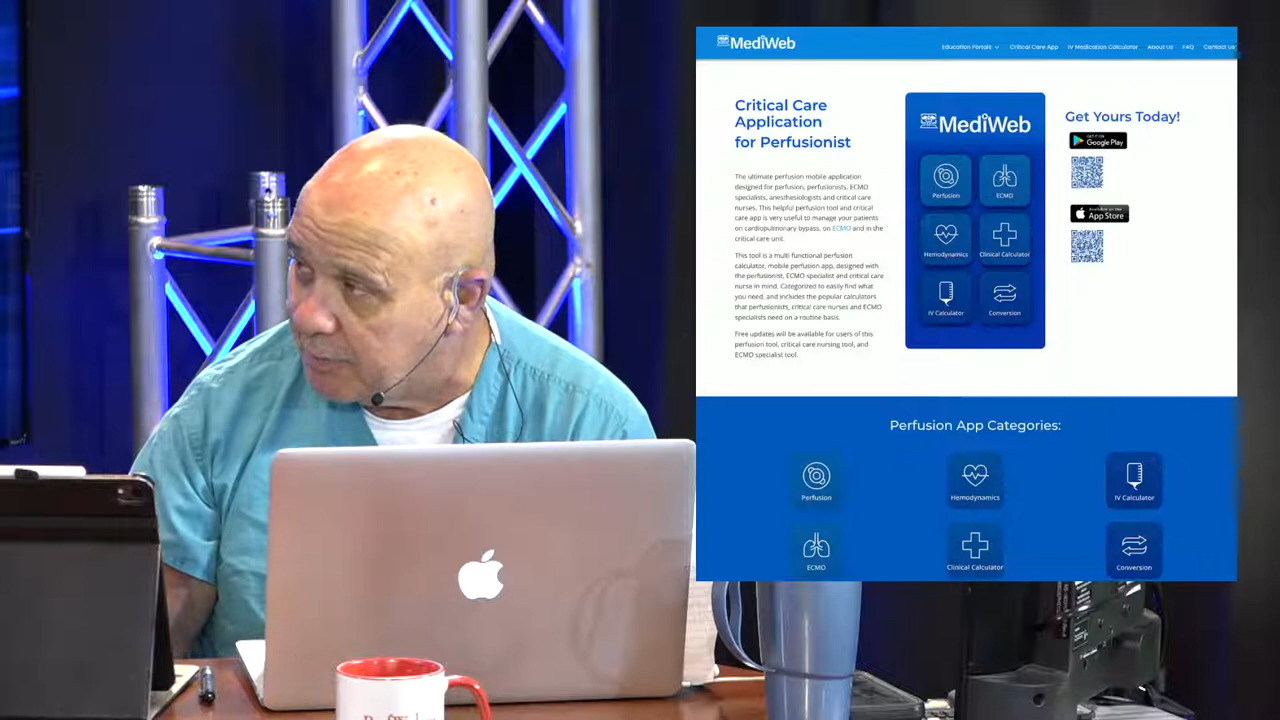 MediWeb
Education Portals
Critical Care App
IV Medication Calculator
About Us
FAQ
Contact Us
Critical Care
Application
for Perfusionist
The ultimate perfusion mobile application
designed for perfusion, perfusionists, ECMO
specialists, anesthesiologists and critical care
nurses. This helpful perfusion tool and critical
care app is very useful to manage your patients
on cardiopulmonary bypass, on ECMO and in the
critical care unit.
This tool is a multi functional perfusion
calculator, mobile perfusion app, designed with
the perfusionist, ECMO specialist and critical care
nurse in mind. Categorized to easily find what
you need, and includes the popular calculators
that perfusionists, critical care nurses and ECMO
specialists need on a routine basis.
Free updates will be available for users of this
perfusion tool, critical care nursing tool, and
ECMO specialist tool.
MediWeb
Perfusion
ECMO
Hemodynamics
Clinical Calculator
IV Calculator
Conversion
Get Yours Today!
GET IT ON
Google Play
Available on the
App Store
Perfusion App Categories:
Perfusion
Hemodynamics
IV Calculator
ECMO
Clinical Calculator
Conversion